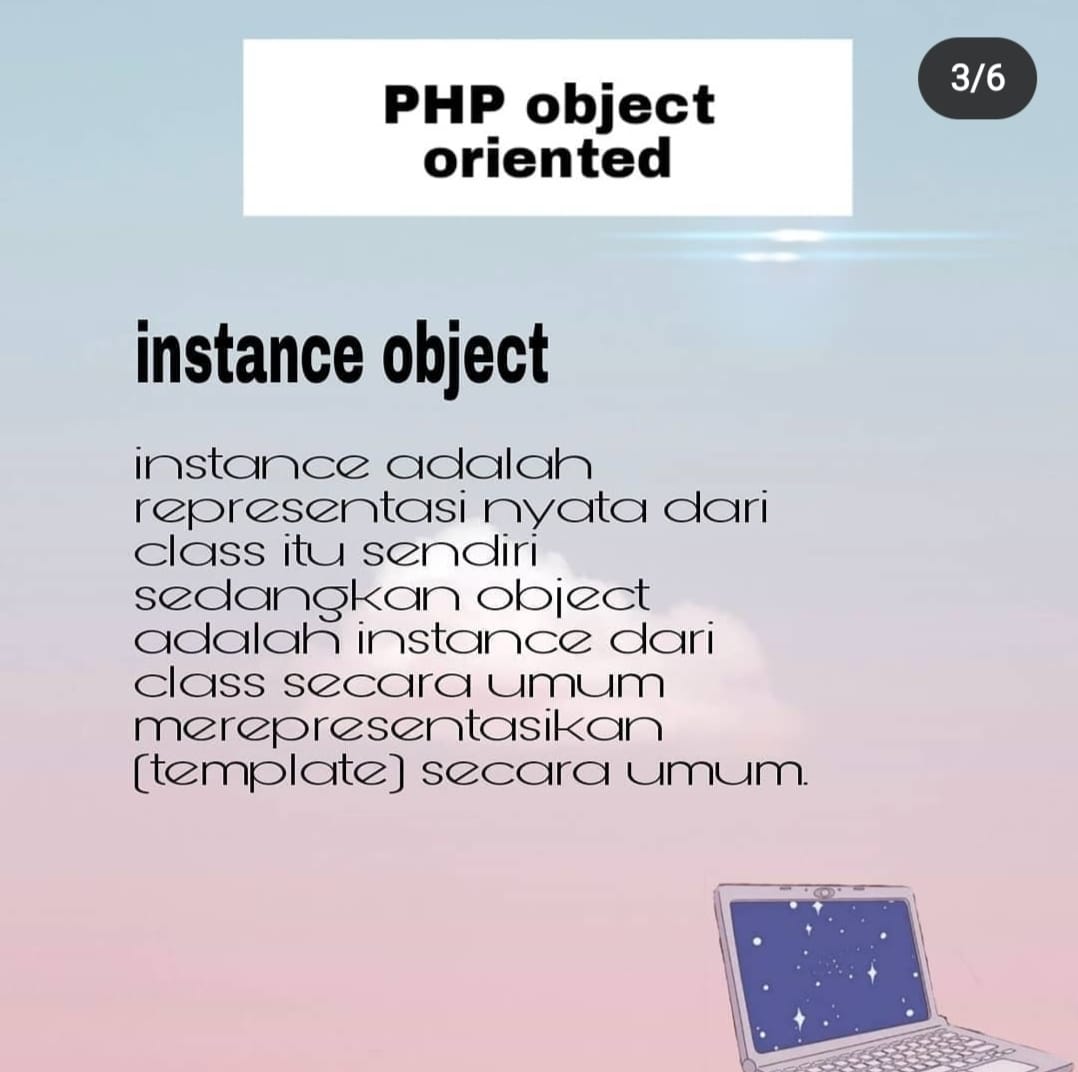 PHP object
oriented
3/6
instance object
instance adalah
representasi nyata dari
class itu sendiri
sedangkan object
adalah instance dari
class secara umum
merepresentasikan
(template) secara umum.